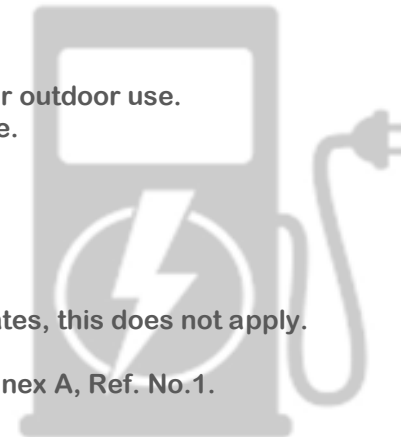 r outdoor use.
e.
ates, this does not apply.
nex A, Ref. No.1.